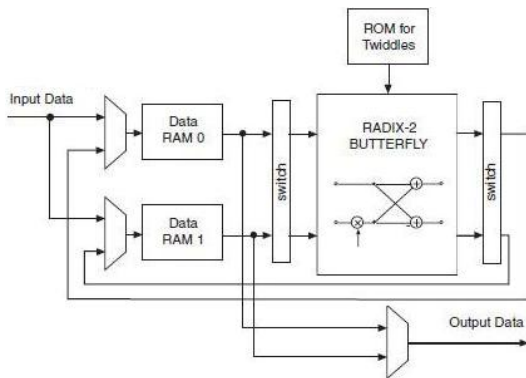 ROM for
Twiddles
Input Data
Data
RAM 0
switch
RADIX-2
BUTTERFLY
switch
Data
RAM 1
Output Data